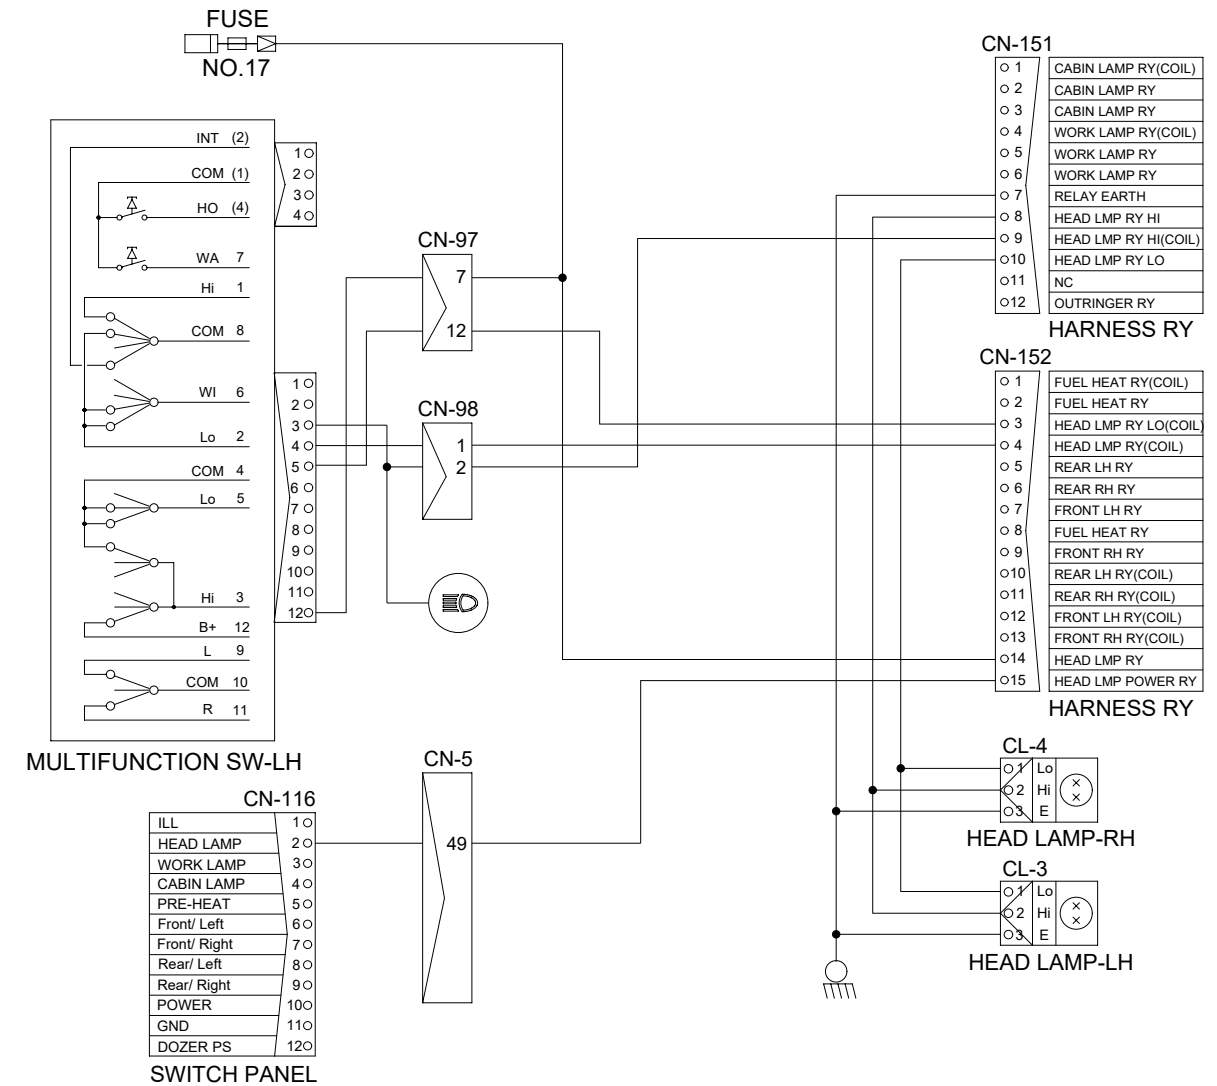 FUSE
NO.17
INT (2)
COM (1)
HO (4)
WA 7
Hi 1
COM 8
WI 6
Lo 2
COM 4
Lo 5
Hi 3
B+ 12
L 9
COM 10
R 11
MULTIFUNCTION SW-LH
1
2
3
4
1
2
3
4
5
6
7
8
9
10
11
12
CN-97
7
12
CN-98
1
2
CN-5
49
CN-116
ILL 1
HEAD LAMP 2
WORK LAMP 3
CABIN LAMP 4
PRE-HEAT 5
Front/ Left 6
Front/ Right 7
Rear/ Left 8
Rear/ Right 9
POWER 10
GND 11
DOZER PS 12
SWITCH PANEL
CN-151
1 CABIN LAMP RY(COIL)
2 CABIN LAMP RY
3 CABIN LAMP RY
4 WORK LAMP RY(COIL)
5 WORK LAMP RY
6 WORK LAMP RY
7 RELAY EARTH
8 HEAD LMP RY HI
9 HEAD LMP RY HI(COIL)
10 HEAD LMP RY LO
11 NC
12 OUTRINGER RY
HARNESS RY
CN-152
1 FUEL HEAT RY(COIL)
2 FUEL HEAT RY
3 HEAD LMP RY LO(COIL)
4 HEAD LMP RY(COIL)
5 REAR LH RY
6 REAR RH RY
7 FRONT LH RY
8 FUEL HEAT RY
9 FRONT RH RY
10 REAR LH RY(COIL)
11 REAR RH RY(COIL)
12 FRONT LH RY(COIL)
13 FRONT RH RY(COIL)
14 HEAD LMP RY
15 HEAD LMP POWER RY
HARNESS RY
CL-4
1 Lo
2 Hi
3 E
HEAD LAMP-RH
CL-3
1 Lo
2 Hi
3 E
HEAD LAMP-LH